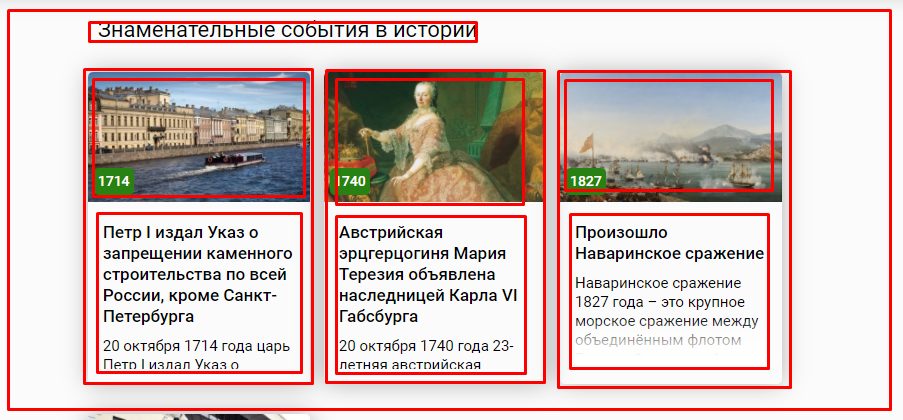 Знаменательные события в истории
1714
Петр I издал Указ о
запрещении каменного
строительства по всей
России, кроме Санкт-
Петербурга
20 октября 1714 года царь
Петр I издал Указ о
1740
Австрийская
эрцгерцогиня Мария
Терезия объявлена
наследницей Карла VI
Габсбурга
20 октября 1740 года 23-
летняя австрийская
1827
Произошло
Наваринское сражение
Наваринское сражение
1827 года – это крупное
морское сражение между
объединённым флотом